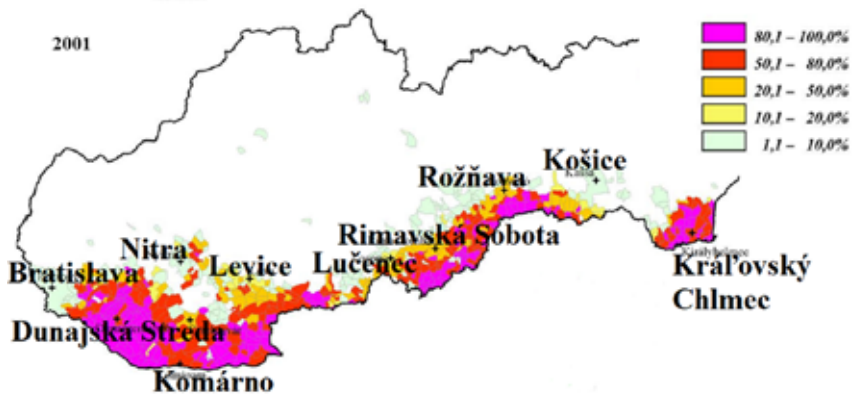 2001
80,1 – 100,0%
50,1 – 80,0%
20,1 – 50,0%
10,1 – 20,0%
1,1 – 10,0%
Košice
Rožňava
Rimavská Sobota
Nitra
Levice
Lučenec
Bratislava
Kráľovský
Chlmec
Dunajská Streda
Komárno